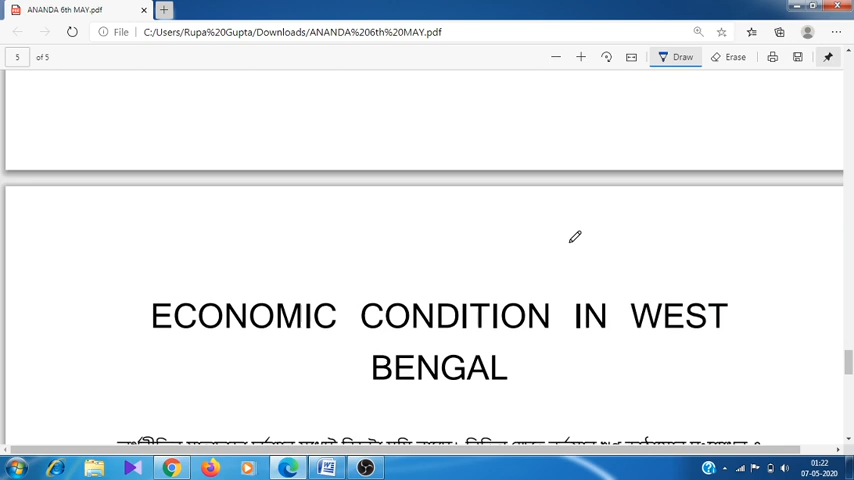 ANANDA 6th MAY.pdf
File C:/Users/Rupa%20Gupta/Downloads/ANANDA%206th%20MAY.pdf
5 of 5 Draw Erase
ECONOMIC CONDITION IN WEST
BENGAL
01:22
07-05-2020